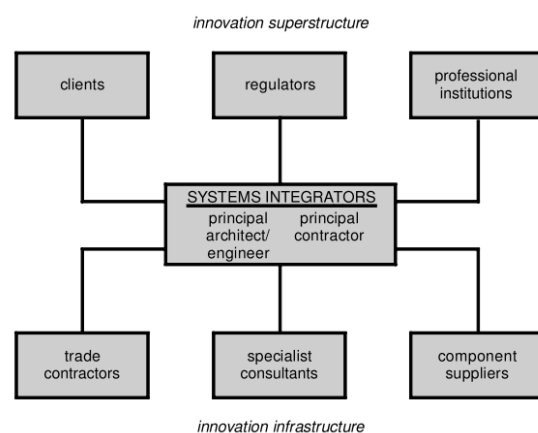 innovation superstructure
clients
regulators
professional
institutions
SYSTEMS INTEGRATORS
principal
architect/
engineer
principal
contractor
trade
contractors
specialist
consultants
component
suppliers
innovation infrastructure